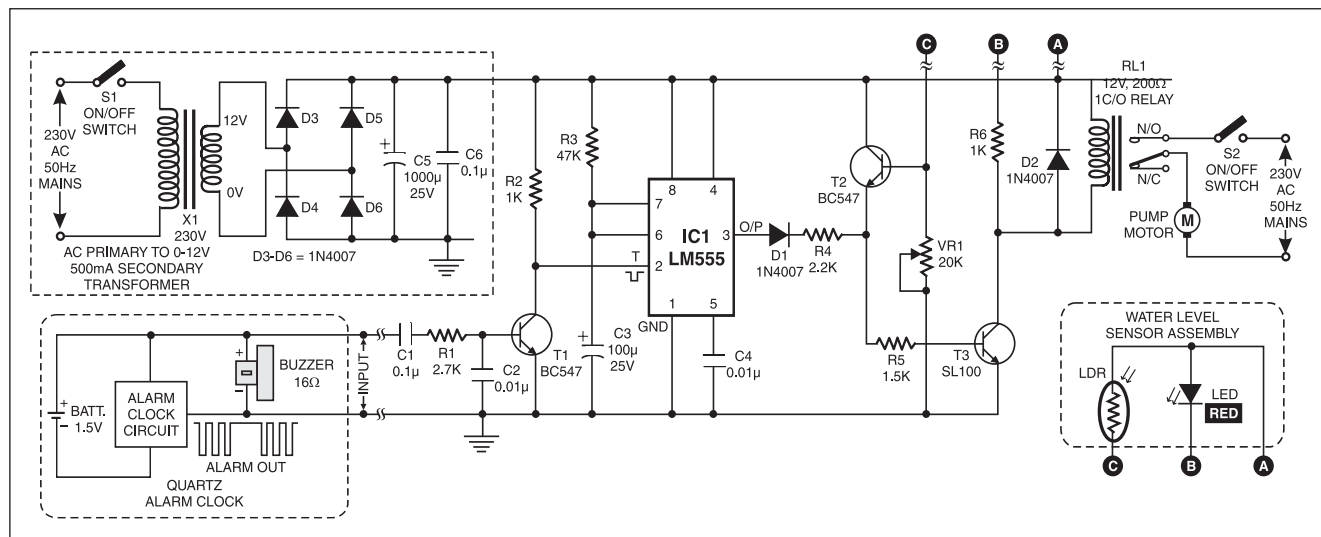 S1
ON/OFF
SWITCH
230V
AC
50Hz
MAINS
12V
0V
X1
230V
AC PRIMARY TO 0-12V
500mA SECONDARY
TRANSFORMER
D3
D5
D4
D6
D3-D6 = 1N4007
+
C5
1000µ
25V
C6
0.1µ
R2
1K
R3
47K
T
+
C3
100µ
25V
8
4
7
6
2
3
1
5
IC1
LM555
GND
C4
0.01µ
O/P
D1
1N4007
R4
2.2K
T2
BC547
VR1
20K
R5
1.5K
T3
SL100
C
B
A
R6
1K
D2
1N4007
RL1
12V, 200Ω
1C/O RELAY
N/O
N/C
S2
ON/OFF
SWITCH
PUMP
MOTOR
M
230V
AC
50Hz
MAINS
+
BATT.
−
1.5V
ALARM
CLOCK
CIRCUIT
+
−
BUZZER
16Ω
ALARM OUT
QUARTZ
ALARM CLOCK
INPUT
C1
0.1µ
R1
2.7K
C2
0.01µ
T1
BC547
WATER LEVEL
SENSOR ASSEMBLY
LDR
LED
RED
C
B
A